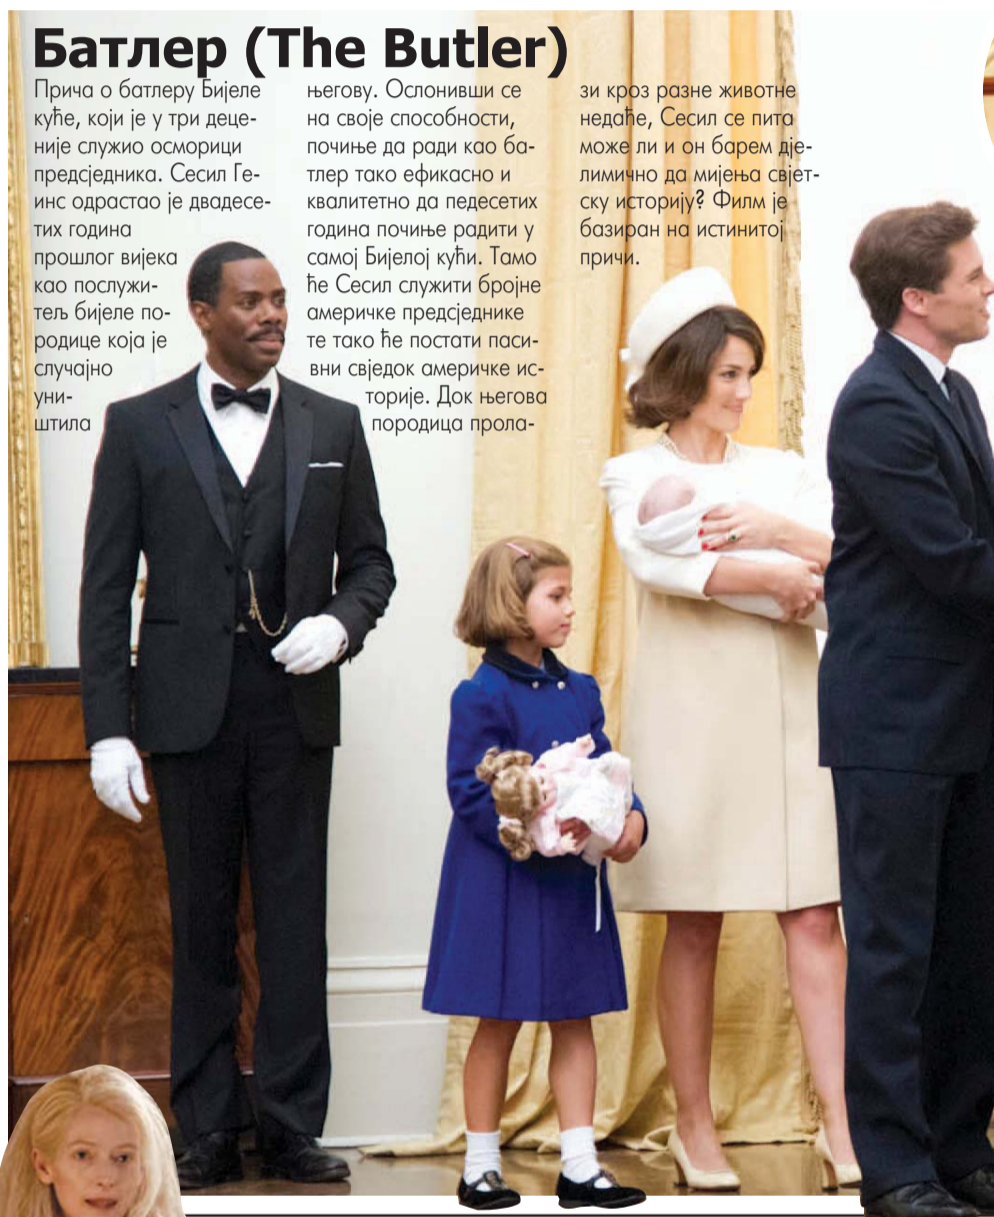 Батлер (The Butler)
Прича о батлеру Бијеле
куће, који је у три деце-
није служио осморици
предсједника. Сесил Ге-
инс одрастао је двадесе-
тих година
прошлог вијека
као послужи-
тељ бијеле по-
родице која је
случајно
уни-
штила
његову. Ослонивши се
на своје способности,
почиње да ради као ба-
тлер тако ефикасно и
квалитетно да педесетих
година почиње радити у
самој Бијелој кући. Тамо
ће Сесил служити бројне
америчке предсједнике
те тако ће постати паси-
вни свједок америчке ис-
торије. Док његова
породица прола-
зи кроз разне животне
недаће, Сесил се пита
може ли и он барем дје-
лимично да мијења свјет-
ску историју? Филм је
базиран на истинитој
причи.